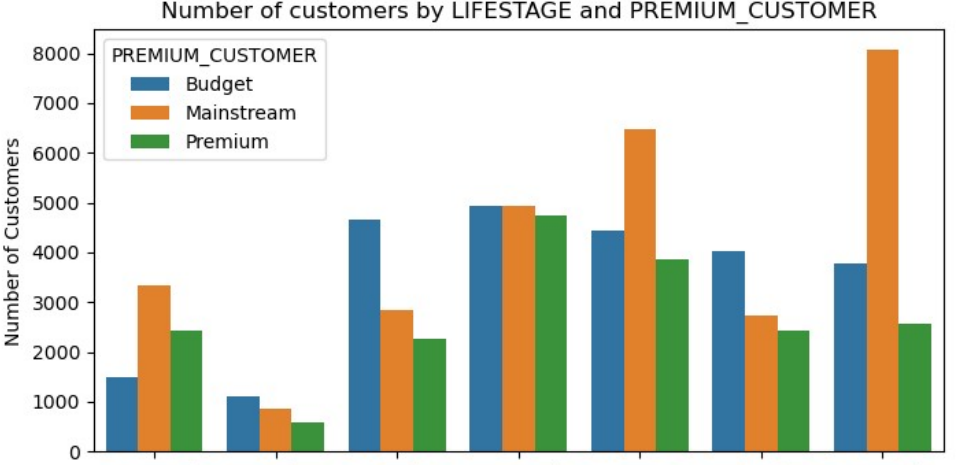 Number of customers by LIFESTAGE and PREMIUM_CUSTOMER
PREMIUM_CUSTOMER
Budget
Mainstream
Premium
Number of Customers
8000
7000
6000
5000
4000
3000
2000
1000
0